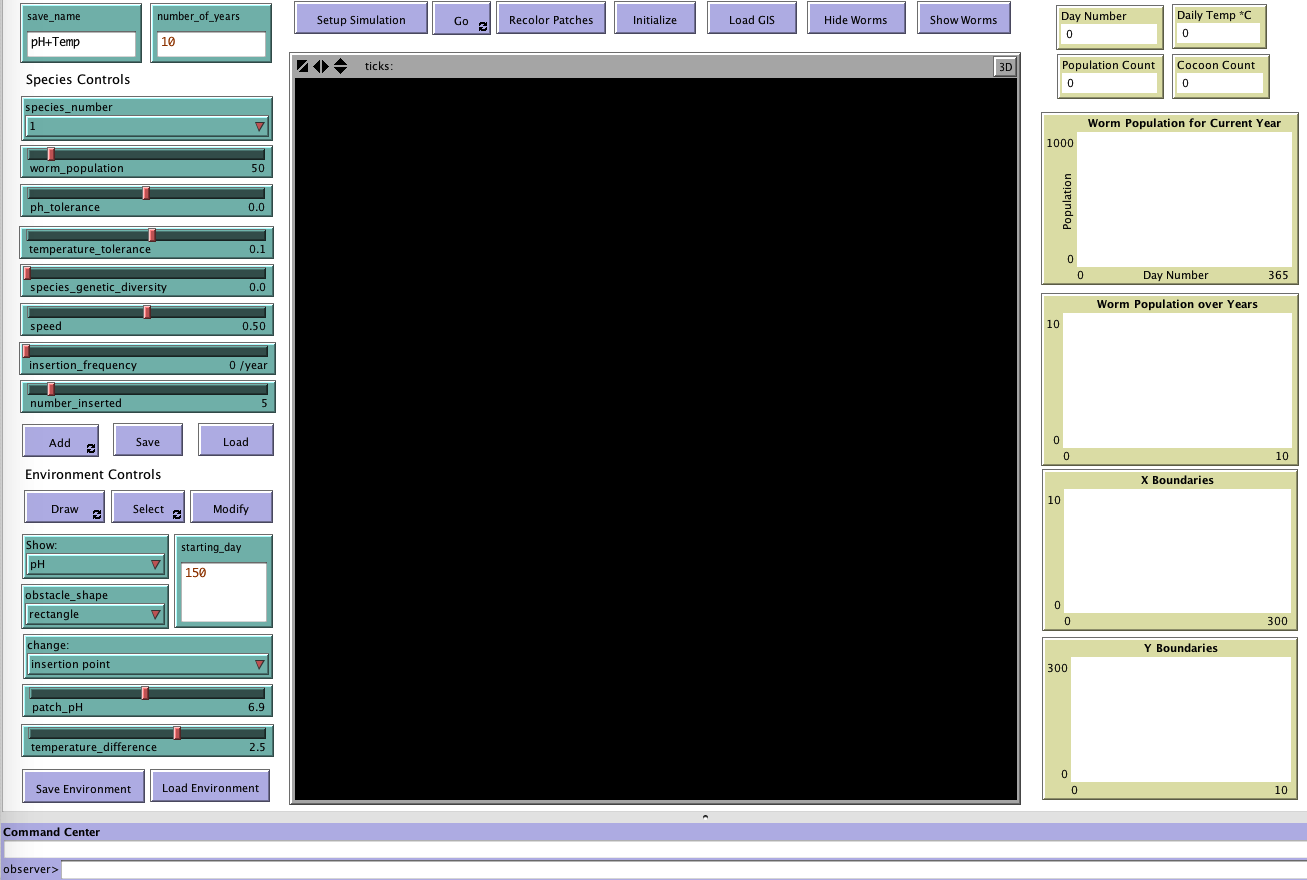 save_name
pH+Temp
number_of_years
10
Setup Simulation
Go
Recolor Patches
Initialize
Load GIS
Hide Worms
Show Worms
Species Controls
species_number
1
worm_population 50
ph_tolerance 0.0
temperature_tolerance 0.1
species_genetic_diversity 0.0
speed 0.50
insertion_frequency 0 /year
number_inserted 5
Add
Save
Load
Environment Controls
Draw
Select
Modify
Show:
pH
obstacle_shape
rectangle
starting_day
150
change:
insertion point
patch_pH 6.9
temperature_difference 2.5
Save Environment
Load Environment
ticks:
3D
Day Number
0
Daily Temp *C
0
Population Count
0
Cocoon Count
0
Worm Population for Current Year
1000
Population
0
0 Day Number 365
Worm Population over Years
10
0
0 10
X Boundaries
10
0
0 300
Y Boundaries
300
0
0 10
Command Center
observer>